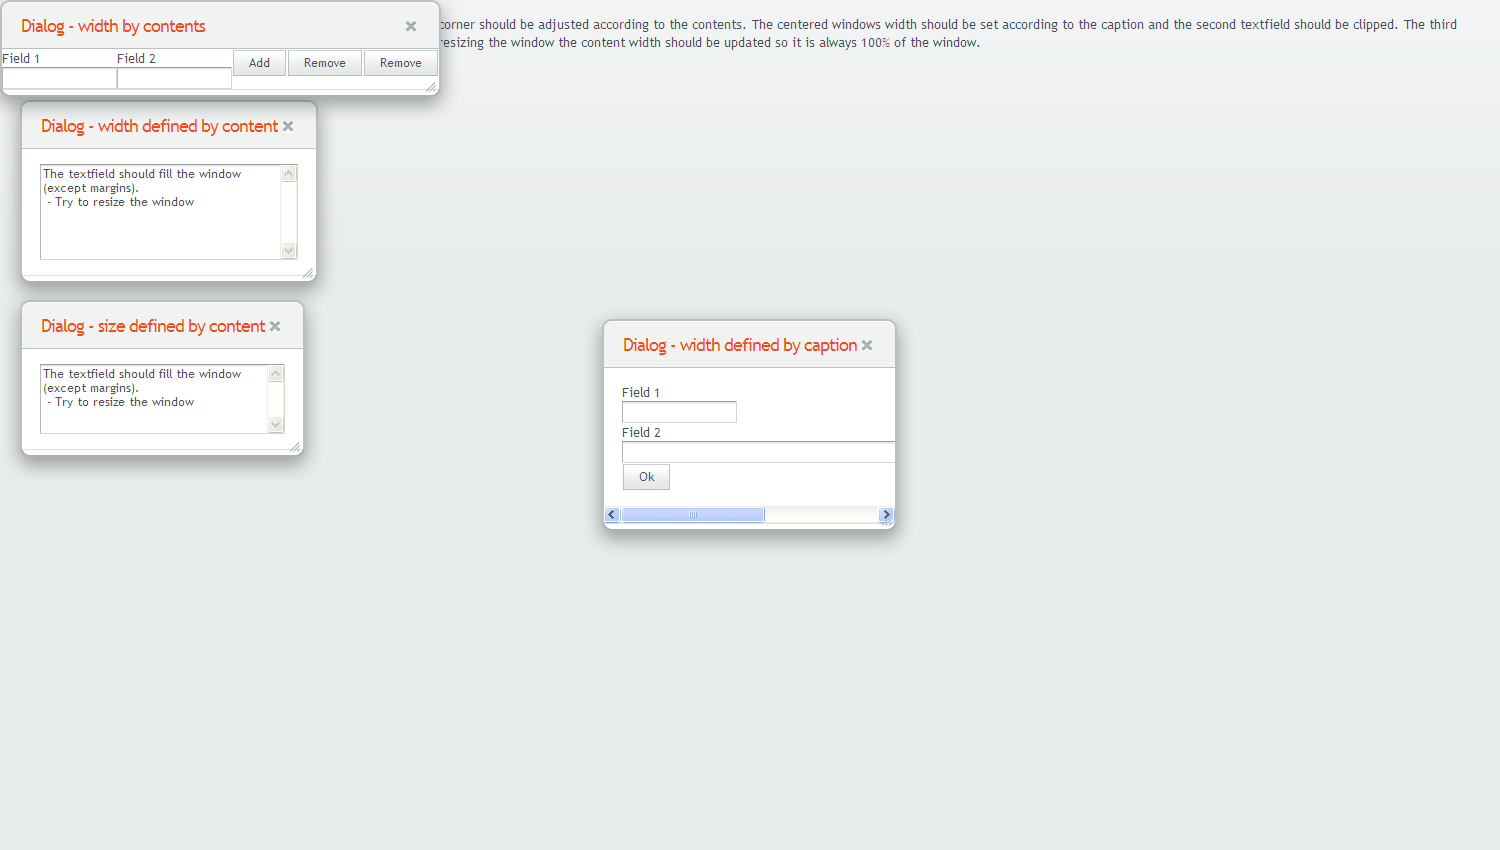 Dialog - width by contents
corner should be adjusted according to the contents. The centered windows width should be set according to the caption and the second textfield should be clipped. The third
resizing the window the content width should be updated so it is always 100% of the window.
Field 1 Field 2 Add Remove Remove
Dialog - width defined by content
The textfield should fill the window
(except margins).
- Try to resize the window
Dialog - size defined by content
The textfield should fill the window
(except margins).
- Try to resize the window
Dialog - width defined by caption
Field 1
Field 2
Ok